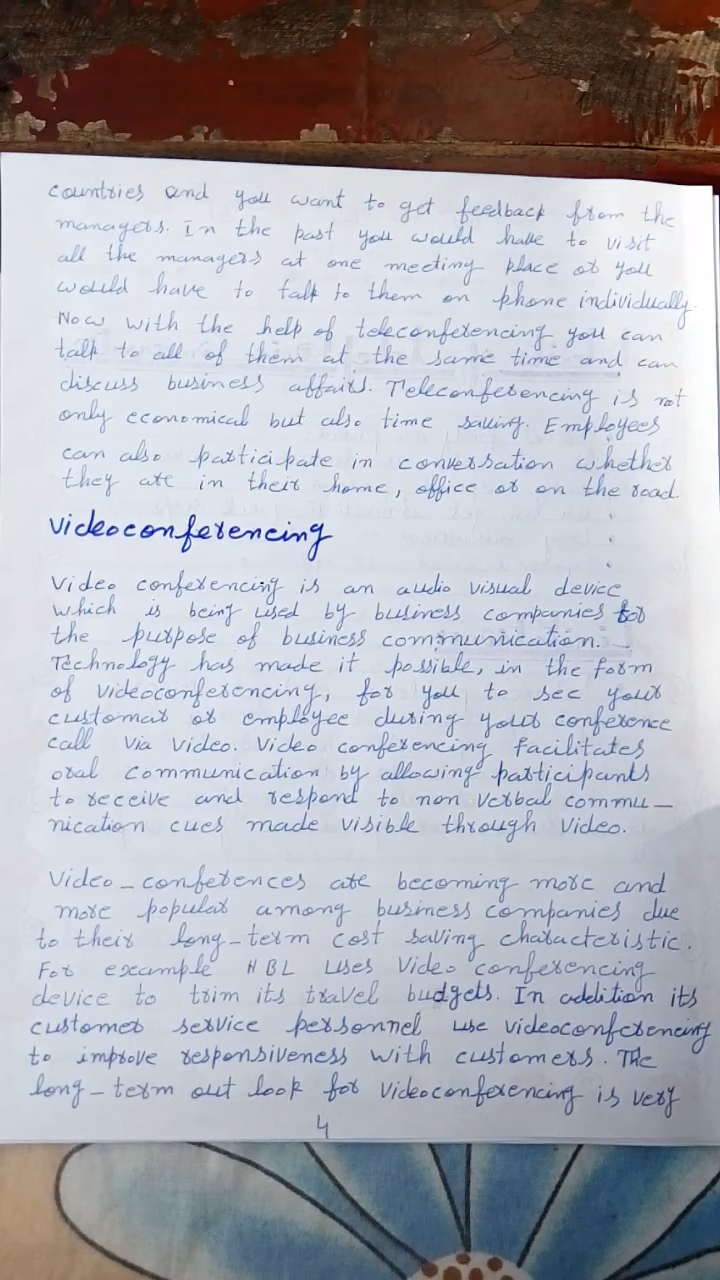 countries and you want to get feedback from the
managers. In the past you would have to visit
all the managers at one meeting place or you
would have to talk to them on phone individually.
Now with the help of teleconferencing you can
talk to all of them at the same time and can
discuss business affairs. Teleconferencing is not
only economical but also time saving. Employees
can also participate in conversation whether
they are in their home, office or on the road
Videoconferencing
Video conferencing is an audio visual device
which is being used by business companies for
the purpose of business communication.
Technology has made it possible, in the form
of videoconferencing, for you to see your
customar or employee during your conference
call via video. Video conferencing facilitates
oral communication by allowing participants
to receive and respond to non verbal commu-
nication cues made visible through video.
Video-conferences are becoming more and
more popular among business companies due
to their long-term cost saving characteristic.
For example HBL uses Video conferencing
device to trim its travel budgets. In addition its
customer service personnel use videoconferencing
to improve responsiveness with customers. The
long-term out look for videoconferencing is very
4